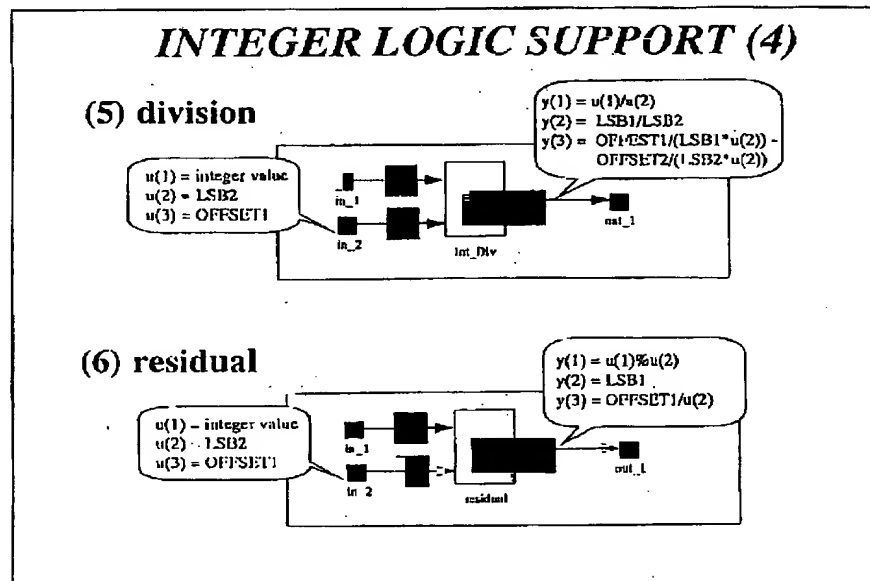 INTEGER LOGIC SUPPORT (4)
(5) division
y(1) = u(1)/u(2)
y(2) = LSB1/LSB2
y(3) = OFFEST1/(LSB1*u(2)) -
OFFSET2/(LSB2*u(2))
u(1) = integer value
u(2) = LSB2
u(3) = OFFSET1
in_1
in_2
Int_Div
out_1
(6) residual
y(1) = u(1)%u(2)
y(2) = LSB1
y(3) = OFFSET1/u(2)
u(1) = integer value
u(2) = LSB2
u(3) = OFFSET1
in_1
in_2
residual
out_1